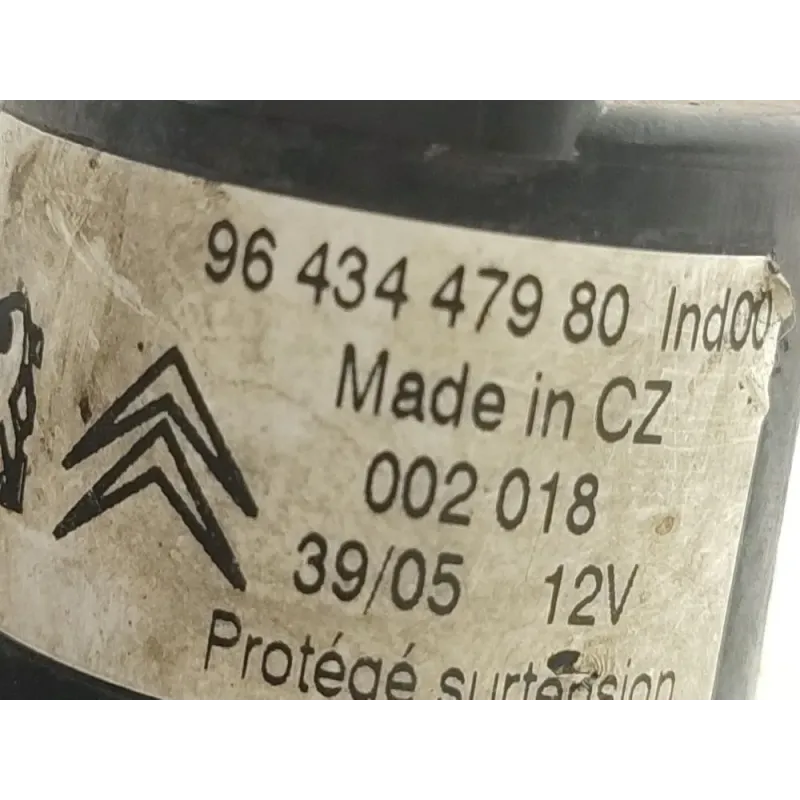 96 434 479 80 Ind00
Made in CZ
002 018
39/05 12V
Protégé surtension